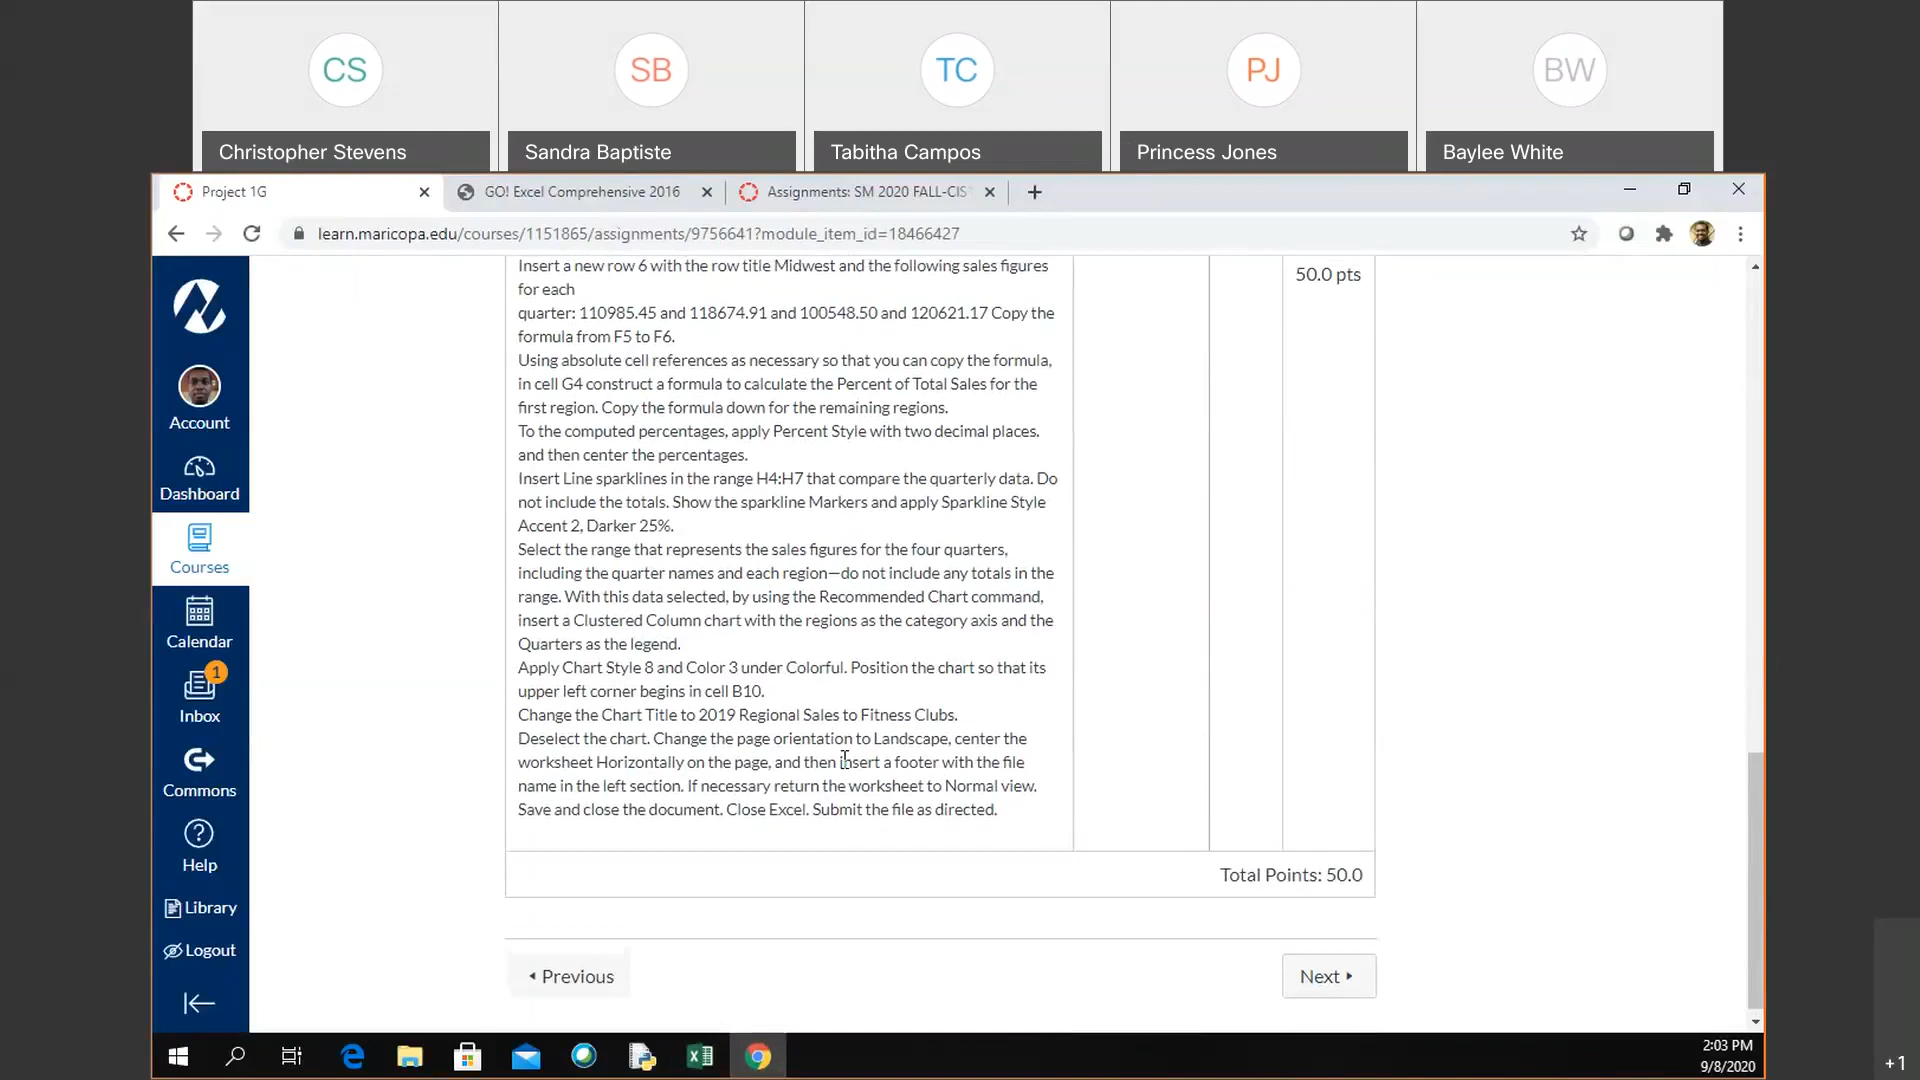 CS
SB
TC
PJ
BW
Christopher Stevens
Sandra Baptiste
Tabitha Campos
Princess Jones
Baylee White
Project 1G
GO! Excel Comprehensive 2016
Assignments: SM 2020 FALL-CIS
learn.maricopa.edu/courses/1151865/assignments/9756641?module_item_id=18466427
Account
Dashboard
Courses
Calendar
1
Inbox
Commons
Help
Library
Logout
Insert a new row 6 with the row title Midwest and the following sales figures
for each
quarter: 110985.45 and 118674.91 and 100548.50 and 120621.17 Copy the
formula from F5 to F6.
Using absolute cell references as necessary so that you can copy the formula,
in cell G4 construct a formula to calculate the Percent of Total Sales for the
first region. Copy the formula down for the remaining regions.
To the computed percentages, apply Percent Style with two decimal places.
and then center the percentages.
Insert Line sparklines in the range H4:H7 that compare the quarterly data. Do
not include the totals. Show the sparkline Markers and apply Sparkline Style
Accent 2, Darker 25%.
Select the range that represents the sales figures for the four quarters,
including the quarter names and each region—do not include any totals in the
range. With this data selected, by using the Recommended Chart command,
insert a Clustered Column chart with the regions as the category axis and the
Quarters as the legend.
Apply Chart Style 8 and Color 3 under Colorful. Position the chart so that its
upper left corner begins in cell B10.
Change the Chart Title to 2019 Regional Sales to Fitness Clubs.
Deselect the chart. Change the page orientation to Landscape, center the
worksheet Horizontally on the page, and then insert a footer with the file
name in the left section. If necessary return the worksheet to Normal view.
Save and close the document. Close Excel. Submit the file as directed.
50.0 pts
Total Points: 50.0
Previous
Next
2:03 PM
9/8/2020
+1